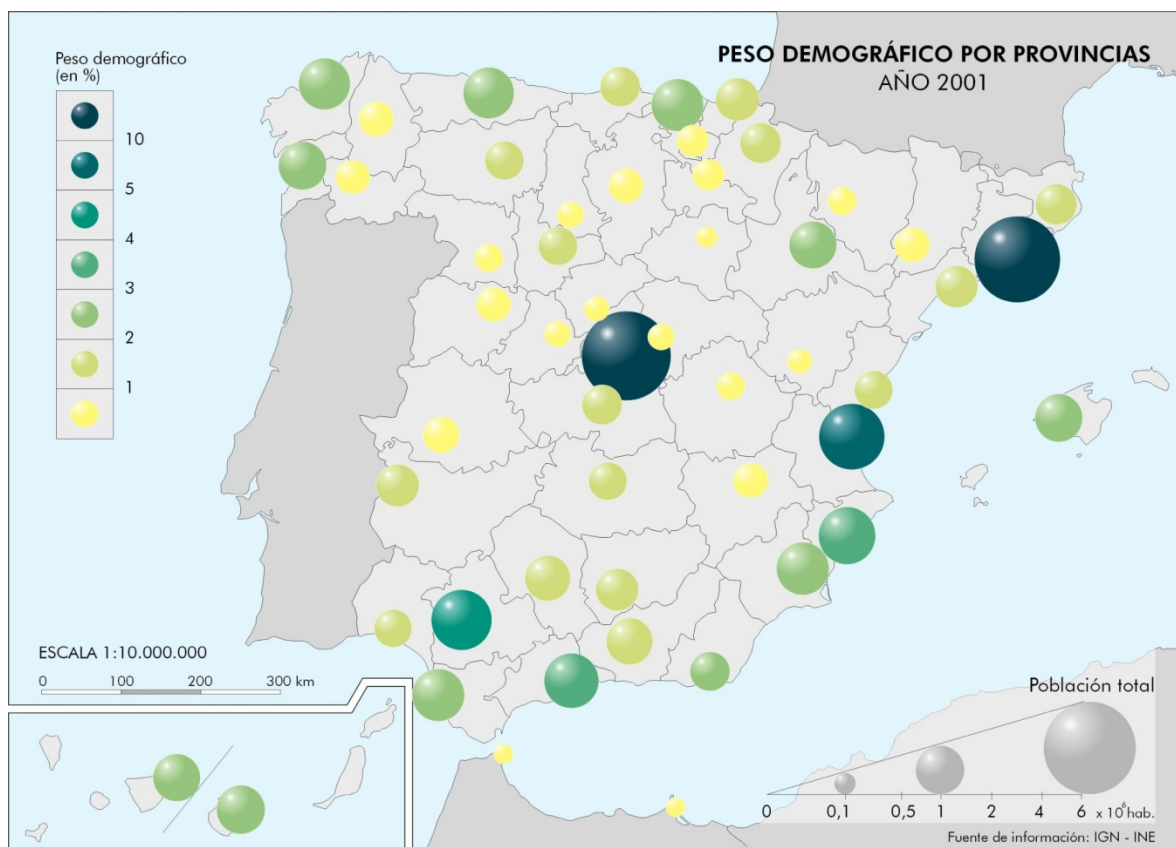 PESO DEMOGRÁFICO POR PROVINCIAS
AÑO 2001
Peso demográfico
(en %)
10
5
4
3
2
1
ESCALA 1:10.000.000
0 100 200 300 km
Población total
0 0,1 0,5 1 2 4 6 x 10⁶ hab.
Fuente de información: IGN - INE